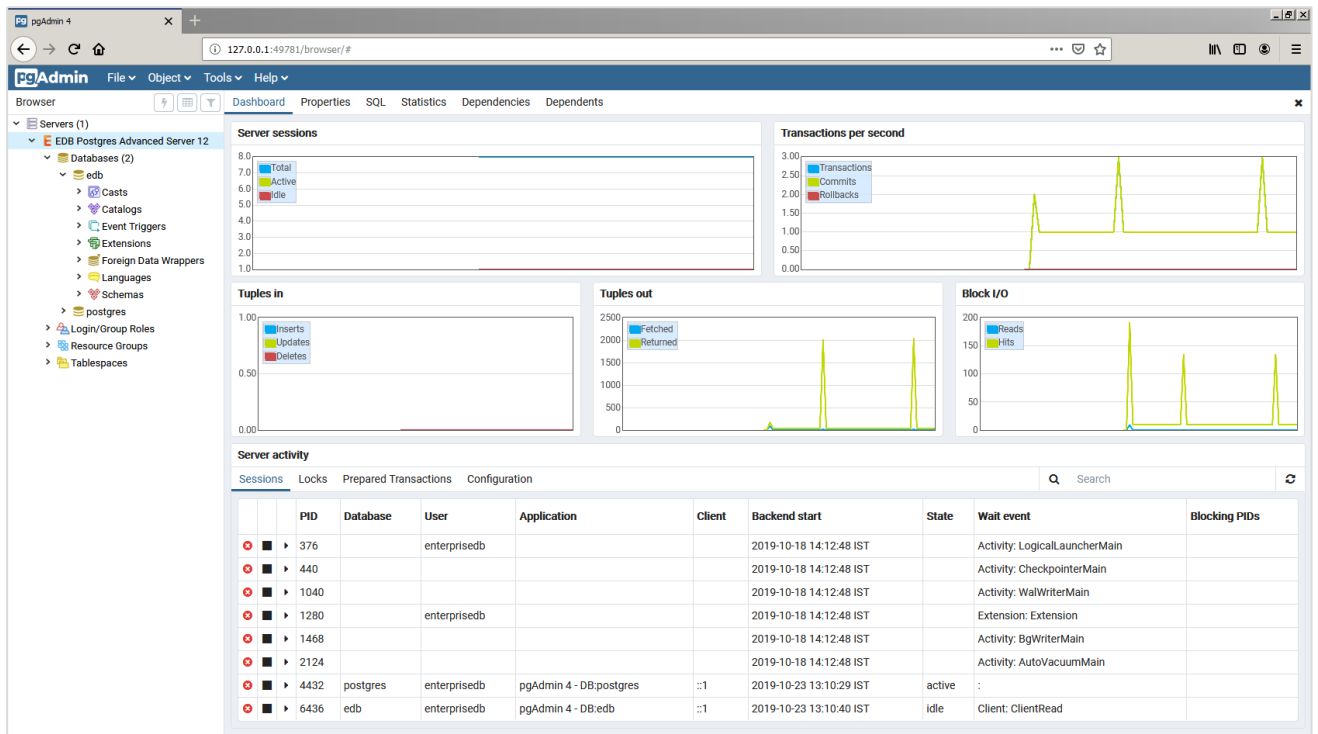 pgAdmin 4
127.0.0.1:49781/browser/#
pgAdmin File Object Tools Help
Browser
Dashboard Properties SQL Statistics Dependencies Dependents
Servers (1)
EDB Postgres Advanced Server 12
Databases (2)
edb
Casts
Catalogs
Event Triggers
Extensions
Foreign Data Wrappers
Languages
Schemas
postgres
Login/Group Roles
Resource Groups
Tablespaces
Server sessions
8.0
7.0
6.0
5.0
4.0
3.0
2.0
1.0
Total
Active
Idle
Transactions per second
3.00
2.50
2.00
1.50
1.00
0.50
0.00
Transactions
Commits
Rollbacks
Tuples in
1.00
0.50
0.00
Inserts
Updates
Deletes
Tuples out
2500
2000
1500
1000
500
0
Fetched
Returned
Block I/O
200
150
100
50
0
Reads
Hits
Server activity
Sessions Locks Prepared Transactions Configuration Search
PID Database User Application Client Backend start State Wait event Blocking PIDs
376 enterprisedb 2019-10-18 14:12:48 IST Activity: LogicalLauncherMain
440 2019-10-18 14:12:48 IST Activity: CheckpointerMain
1040 2019-10-18 14:12:48 IST Activity: WalWriterMain
1280 enterprisedb 2019-10-18 14:12:48 IST Extension: Extension
1468 2019-10-18 14:12:48 IST Activity: BgWriterMain
2124 2019-10-18 14:12:48 IST Activity: AutoVacuumMain
4432 postgres enterprisedb pgAdmin 4 - DB:postgres ::1 2019-10-23 13:10:29 IST active :
6436 edb enterprisedb pgAdmin 4 - DB:edb ::1 2019-10-23 13:10:40 IST idle Client: ClientRead